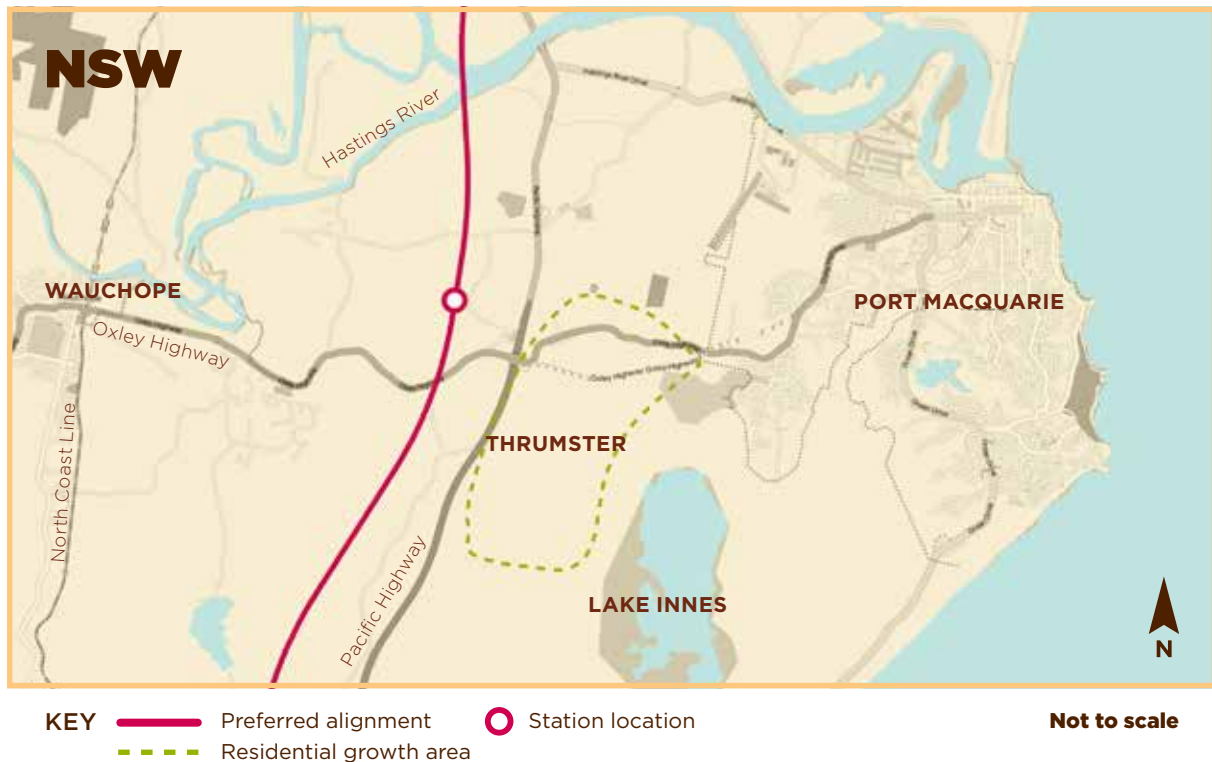 NSW
Hastings River
WAUCHOPE
Oxley Highway
North Coast Line
PORT MACQUARIE
THRUMSTER
Pacific Highway
LAKE INNES
N
KEY
Preferred alignment
Station location
Not to scale
Residential growth area